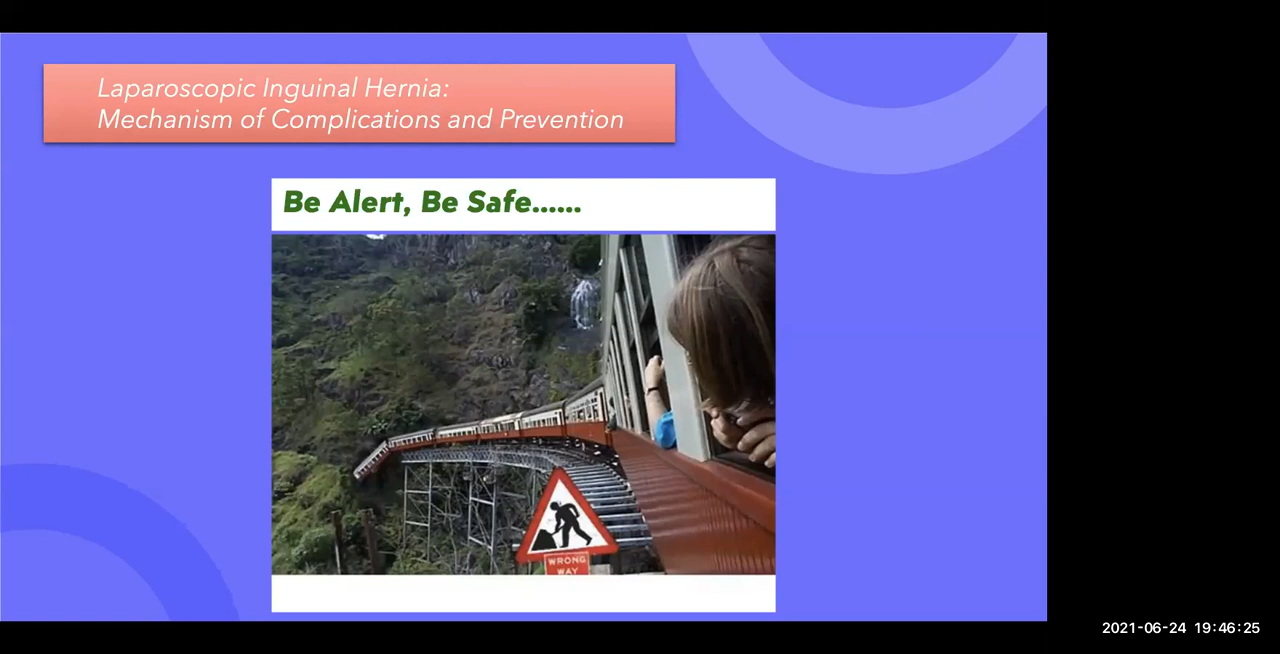 Laparoscopic Inguinal Hernia:
Mechanism of Complications and Prevention
Be Alert, Be Safe......
WRONG
WAY
2021-06-24 19:46:25